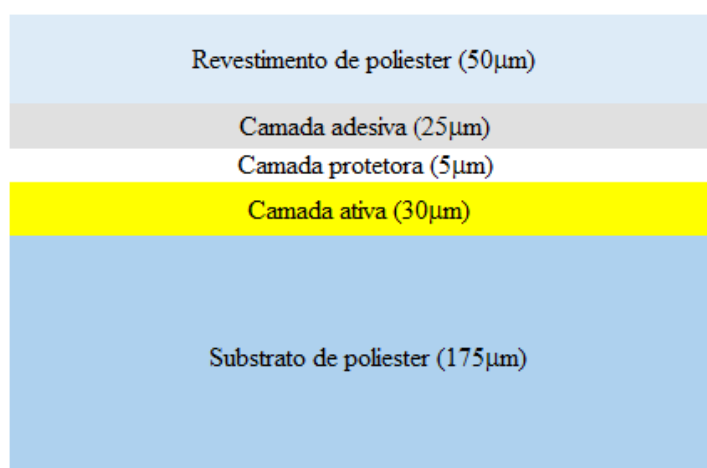 Revestimento de poliester (50μm)
Camada adesiva (25μm)
Camada protetora (5μm)
Camada ativa (30μm)
Substrato de poliester (175μm)